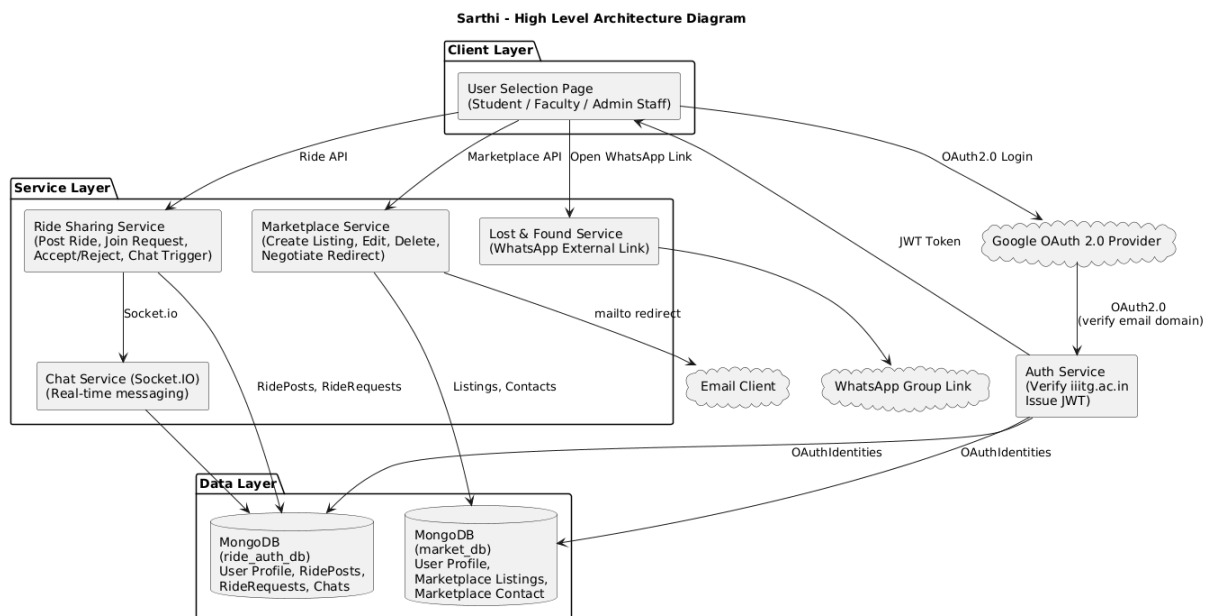 Sarthi - High Level Architecture Diagram
Client Layer
User Selection Page
(Student / Faculty / Admin Staff)
Ride API
Marketplace API
Open WhatsApp Link
OAuth2.0 Login
Service Layer
Ride Sharing Service
(Post Ride, Join Request,
Accept/Reject, Chat Trigger)
Marketplace Service
(Create Listing, Edit, Delete,
Negotiate Redirect)
Lost & Found Service
(WhatsApp External Link)
JWT Token
Google OAuth 2.0 Provider
Socket.io
mailto redirect
OAuth2.0
(verify email domain)
Chat Service (Socket.IO)
(Real-time messaging)
RidePosts, RideRequests
Listings, Contacts
Email Client
WhatsApp Group Link
Auth Service
(Verify iiitg.ac.in
Issue JWT)
OAuthIdentities
OAuthIdentities
Data Layer
MongoDB
(ride_auth_db)
User Profile, RidePosts,
RideRequests, Chats
MongoDB
(market_db)
User Profile,
Marketplace Listings,
Marketplace Contact